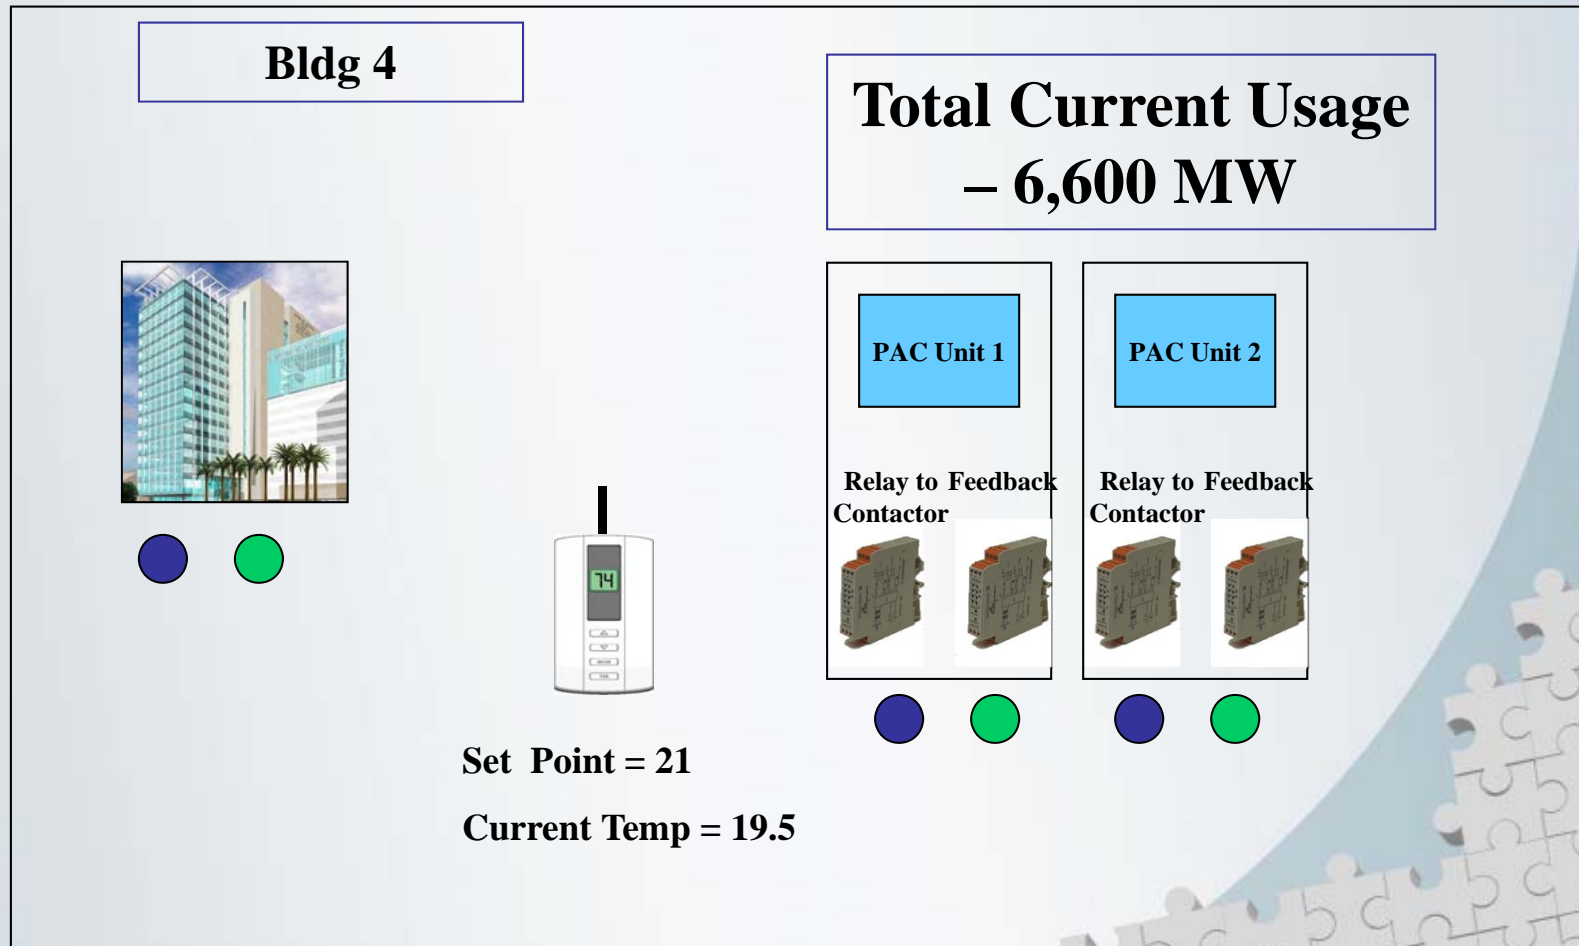 Bldg 4
Total Current Usage
– 6,600 MW
PAC Unit 1
PAC Unit 2
Relay to Feedback
Contactor
Relay to Feedback
Contactor
74
Set Point = 21
Current Temp = 19.5